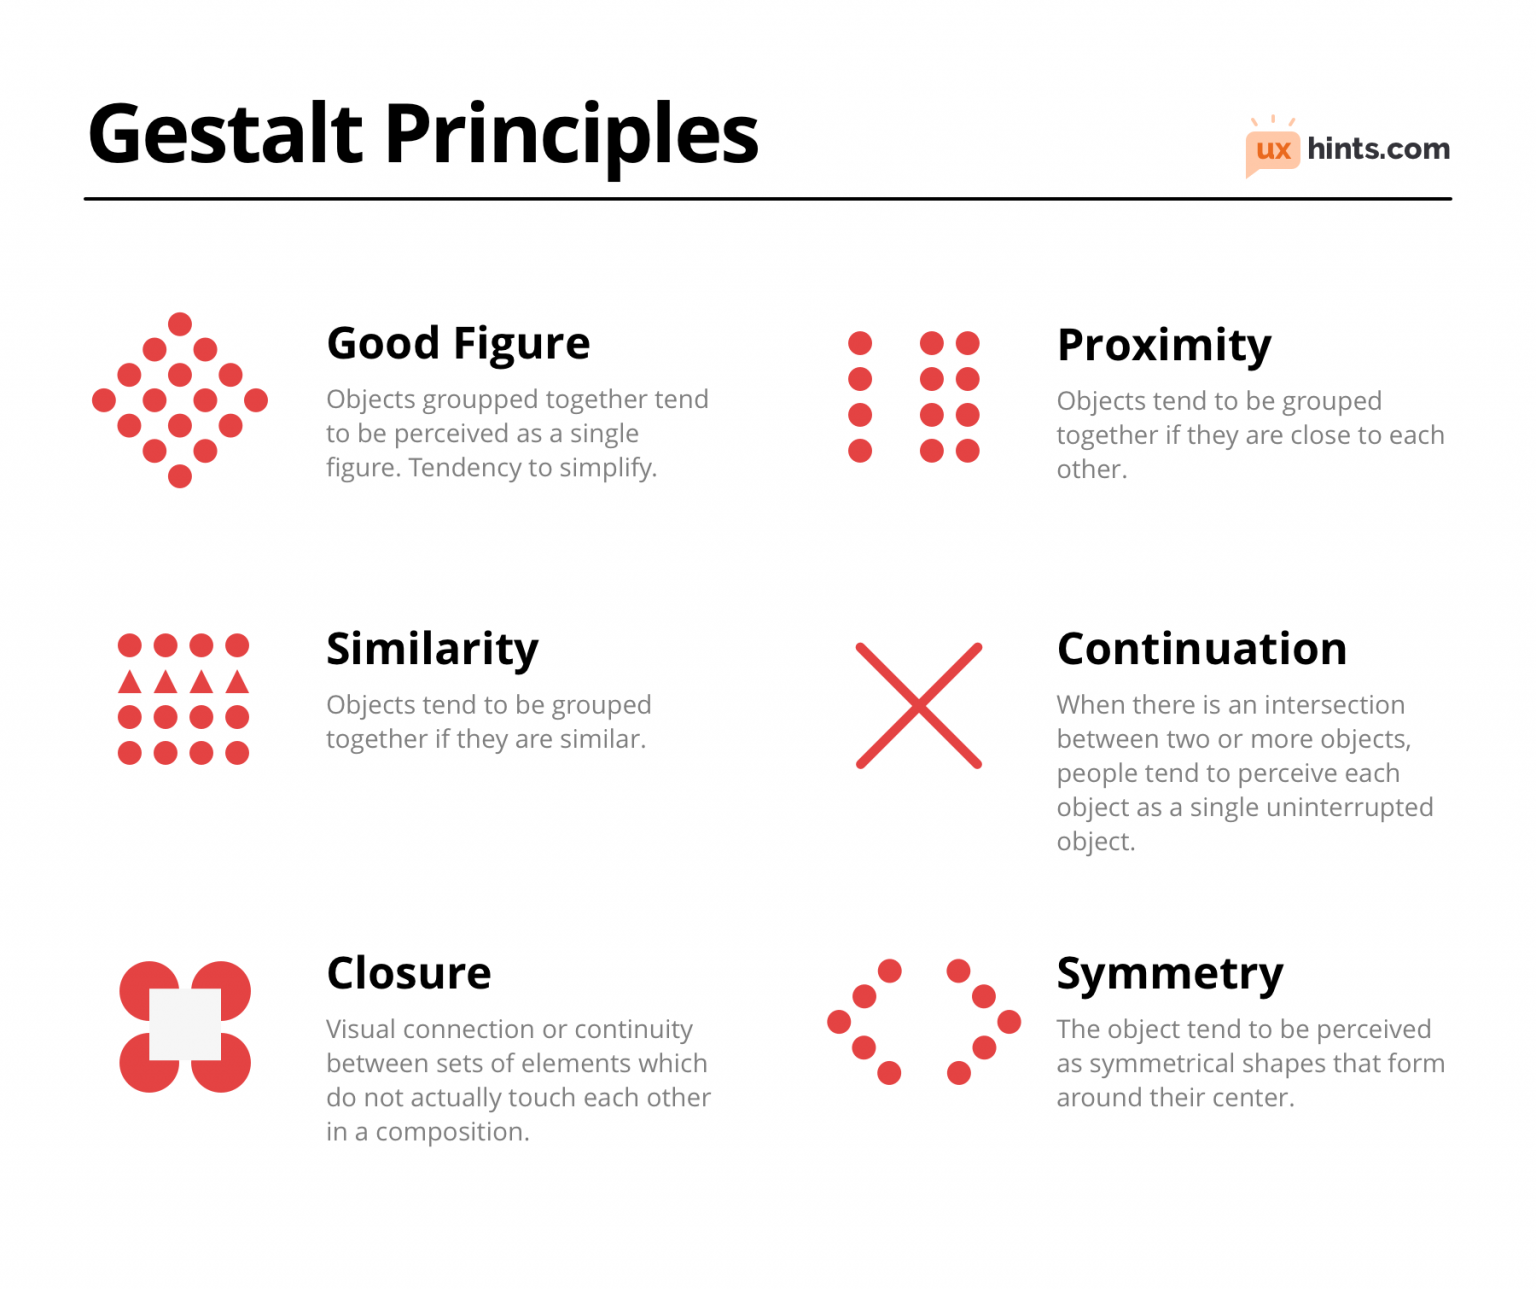 Gestalt Principles
ux hints.com
Good Figure
Objects groupped together tend
to be perceived as a single
figure. Tendency to simplify.
Proximity
Objects tend to be grouped
together if they are close to each
other.
Similarity
Objects tend to be grouped
together if they are similar.
Continuation
When there is an intersection
between two or more objects,
people tend to perceive each
object as a single uninterrupted
object.
Closure
Visual connection or continuity
between sets of elements which
do not actually touch each other
in a composition.
Symmetry
The object tend to be perceived
as symmetrical shapes that form
around their center.